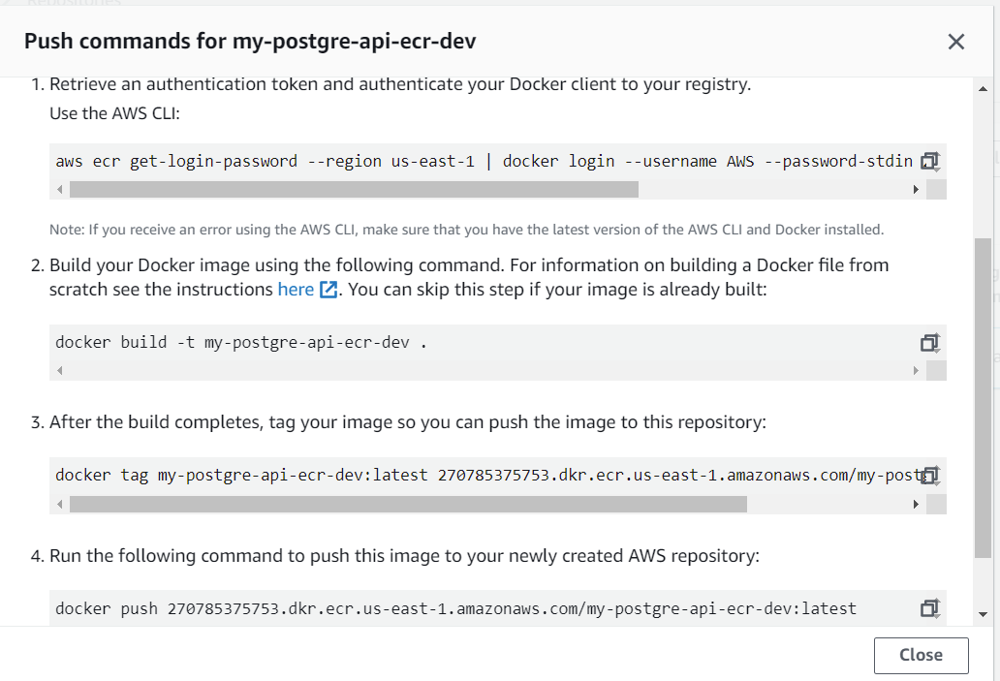 Push commands for my-postgre-api-ecr-dev
1. Retrieve an authentication token and authenticate your Docker client to your registry.
Use the AWS CLI:
aws ecr get-login-password --region us-east-1 | docker login --username AWS --password-stdin
Note: If you receive an error using the AWS CLI, make sure that you have the latest version of the AWS CLI and Docker installed.
2. Build your Docker image using the following command. For information on building a Docker file from
scratch see the instructions here. You can skip this step if your image is already built:
docker build -t my-postgre-api-ecr-dev .
3. After the build completes, tag your image so you can push the image to this repository:
docker tag my-postgre-api-ecr-dev:latest 270785375753.dkr.ecr.us-east-1.amazonaws.com/my-post
4. Run the following command to push this image to your newly created AWS repository:
docker push 270785375753.dkr.ecr.us-east-1.amazonaws.com/my-postgre-api-ecr-dev:latest
Close